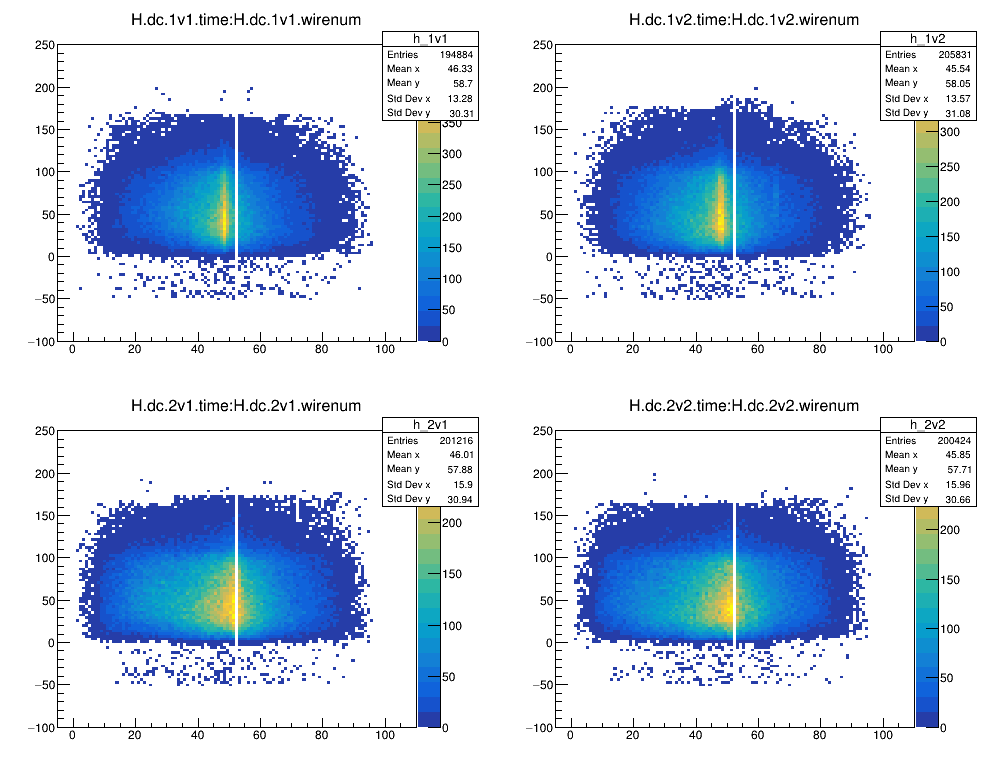 H.dc.1v1.time:H.dc.1v1.wirenum
h_1v1
Entries 194884
Mean x 46.33
Mean y 58.7
Std Dev x 13.28
Std Dev y 30.31
250
200
150
100
50
0
−50
−100
0 20 40 60 80 100
350
300
250
200
150
100
50
0
H.dc.1v2.time:H.dc.1v2.wirenum
h_1v2
Entries 205831
Mean x 45.54
Mean y 58.05
Std Dev x 13.57
Std Dev y 31.08
250
200
150
100
50
0
−50
−100
0 20 40 60 80 100
300
250
200
150
100
50
0
H.dc.2v1.time:H.dc.2v1.wirenum
h_2v1
Entries 201216
Mean x 46.01
Mean y 57.88
Std Dev x 15.9
Std Dev y 30.94
250
200
150
100
50
0
−50
−100
0 20 40 60 80 100
200
150
100
50
0
H.dc.2v2.time:H.dc.2v2.wirenum
h_2v2
Entries 200424
Mean x 45.85
Mean y 57.71
Std Dev x 15.96
Std Dev y 30.66
250
200
150
100
50
0
−50
−100
0 20 40 60 80 100
200
150
100
50
0